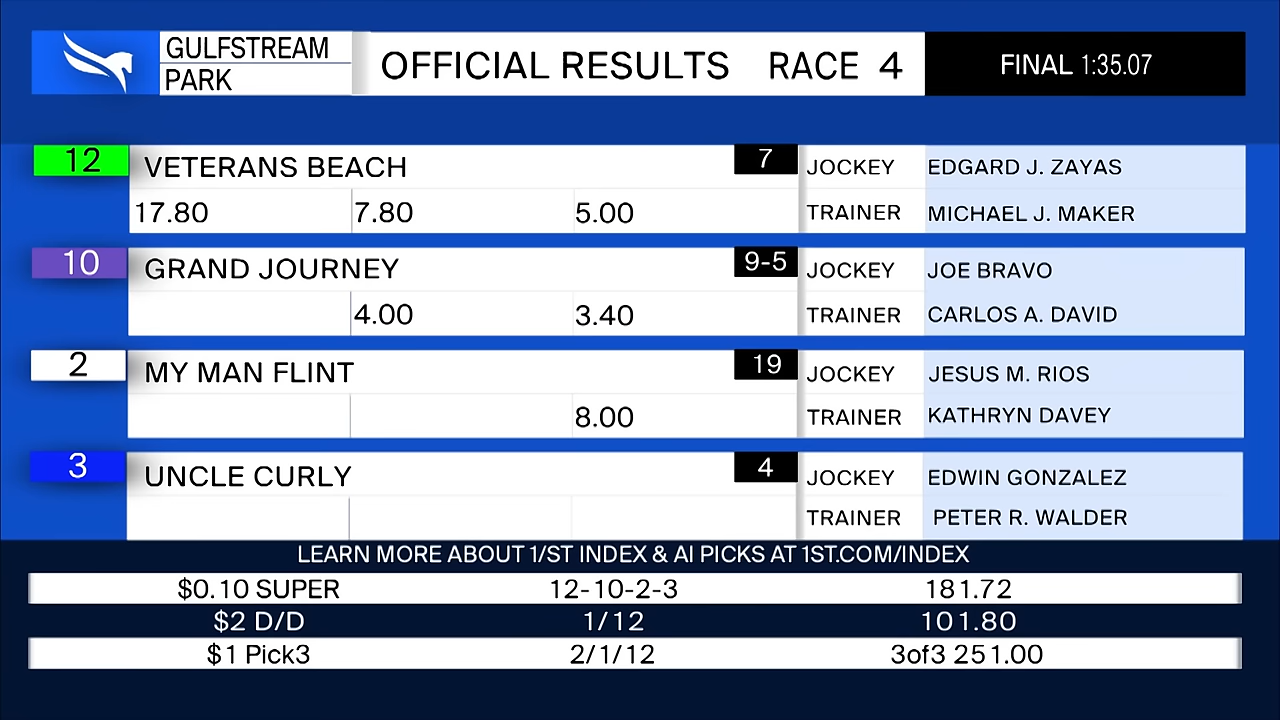 GULFSTREAM
PARK
OFFICIAL RESULTS RACE 4
FINAL 1:35.07
12 VETERANS BEACH 7 JOCKEY EDGARD J. ZAYAS
17.80 7.80 5.00 TRAINER MICHAEL J. MAKER
10 GRAND JOURNEY 9-5 JOCKEY JOE BRAVO
4.00 3.40 TRAINER CARLOS A. DAVID
2 MY MAN FLINT 19 JOCKEY JESUS M. RIOS
8.00 TRAINER KATHRYN DAVEY
3 UNCLE CURLY 4 JOCKEY EDWIN GONZALEZ
TRAINER PETER R. WALDER
LEARN MORE ABOUT 1/ST INDEX & AI PICKS AT 1ST.COM/INDEX
$0.10 SUPER 12-10-2-3 181.72
$2 D/D 1/12 101.80
$1 Pick3 2/1/12 3of3 251.00